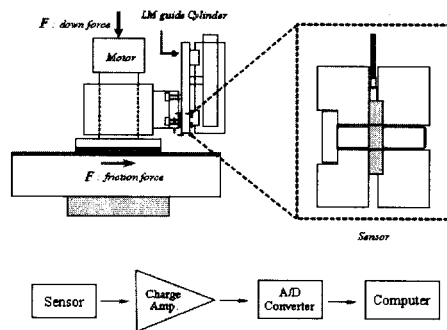 F : down force
LM guide Cylinder
Motor
F : friction force
Sensor
Sensor
Charge
Amp.
A/D
Converter
Computer